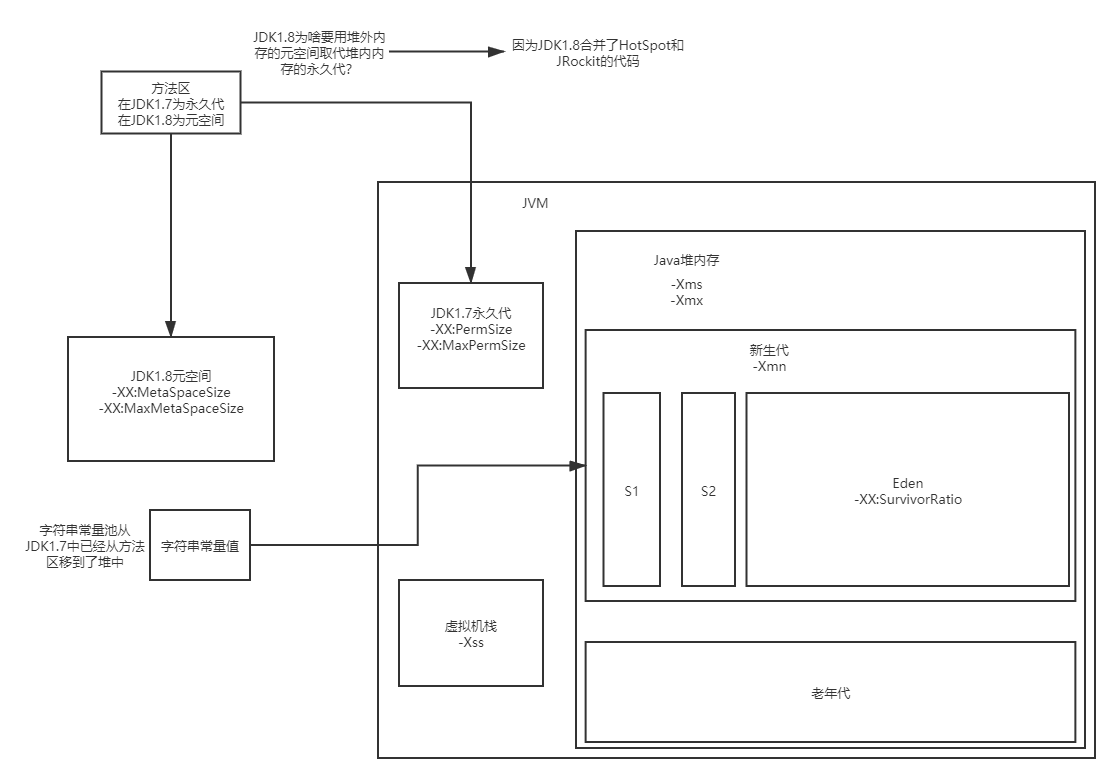 JDK1.8为啥要用堆外内
存的元空间取代堆内内
存的永久代？
因为JDK1.8合并了HotSpot和
JRockit的代码
方法区
在JDK1.7为永久代
在JDK1.8为元空间
JVM
Java堆内存
-Xms
-Xmx
JDK1.7永久代
-XX:PermSize
-XX:MaxPermSize
新生代
-Xmn
JDK1.8元空间
-XX:MetaSpaceSize
-XX:MaxMetaSpaceSize
S1
S2
Eden
-XX:SurvivorRatio
字符串常量池从
JDK1.7中已经从方法
区移到了堆中
字符串常量值
虚拟机栈
-Xss
老年代